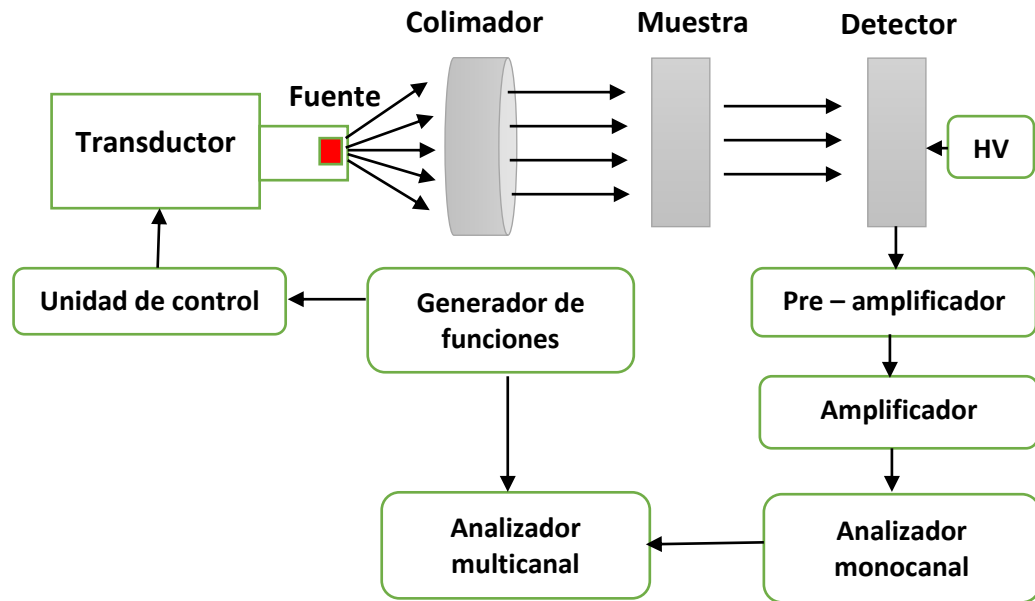 Colimador
Muestra
Detector
Fuente
Transductor
HV
Unidad de control
Generador de
funciones
Pre – amplificador
Amplificador
Analizador
multicanal
Analizador
monocanal